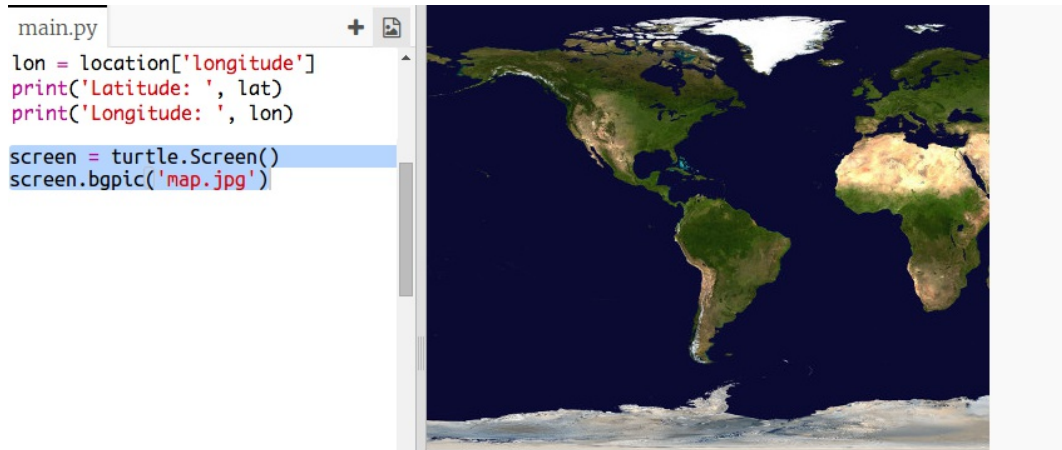 main.py
lon = location['longitude']
print('Latitude: ', lat)
print('Longitude: ', lon)
screen = turtle.Screen()
screen.bgpic('map.jpg')